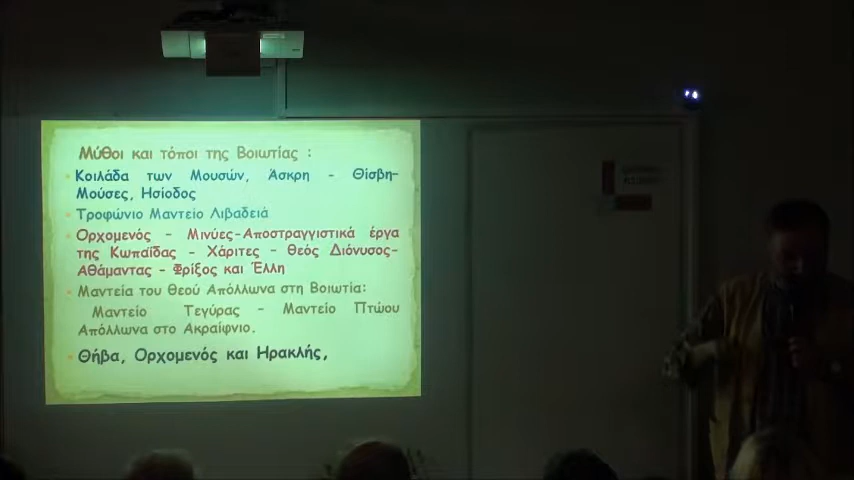 Μύθοι και τόποι της Βοιωτίας :
Κοιλάδα των Μουσών, Άσκρη - Θίσβη-
Μούσες, Ησίοδος
Τροφώνιο Μαντείο Λιβαδειά
Ορχομενός - Μινύες-Αποστραγγιστικά έργα
της Κωπαΐδας - Χάριτες - θεός Διόνυσος-
Αθάμαντας - Φρίξος και Έλλη
Μαντεία του Θεού Απόλλωνα στη Βοιωτία:
Μαντείο Τεγύρας - Μαντείο Πτώου
Απόλλωνα στο Ακραίφνιο.
Θήβα, Ορχομενός και Ηρακλής,